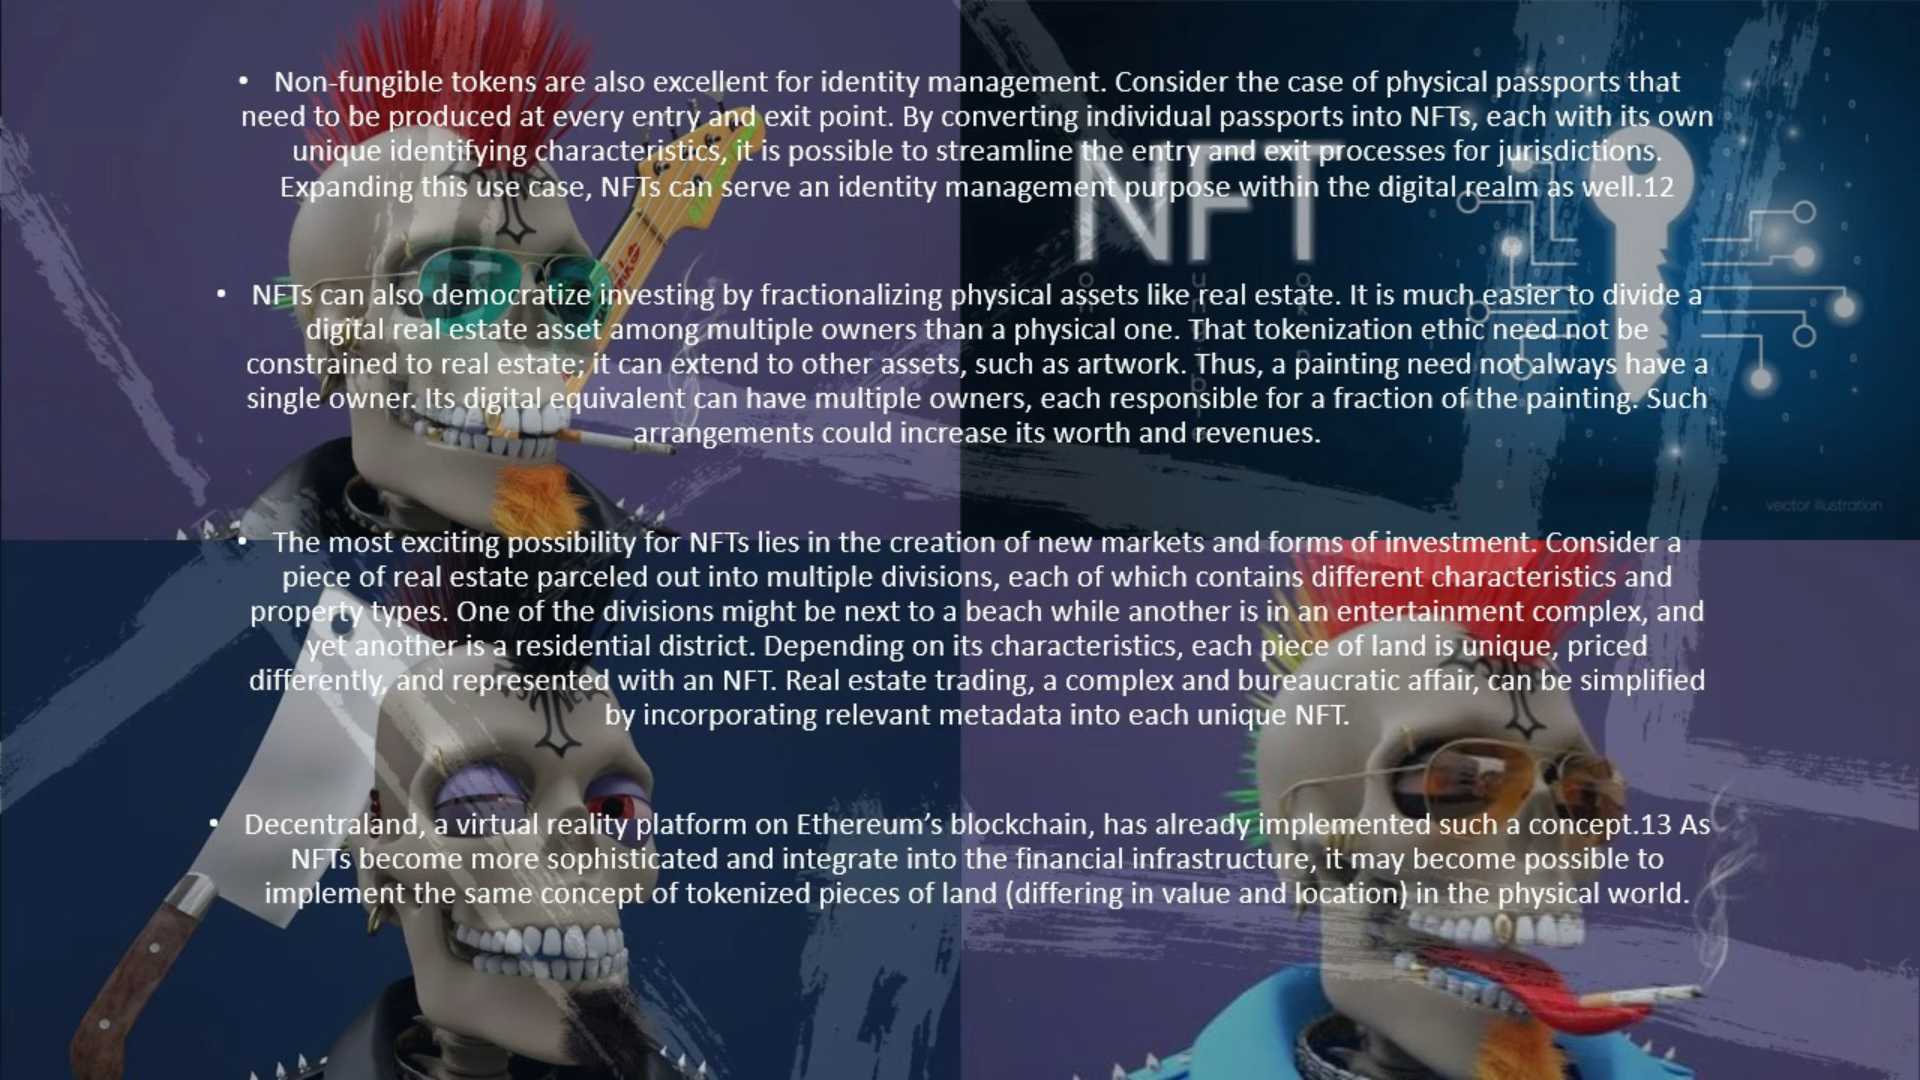 • Non-fungible tokens are also excellent for identity management. Consider the case of physical passports that
need to be produced at every entry and exit point. By converting individual passports into NFTs, each with its own
unique identifying characteristics, it is possible to streamline the entry and exit processes for jurisdictions.
Expanding this use case, NFTs can serve an identity management purpose within the digital realm as well.12
NFT
• NFTs can also democratize investing by fractionalizing physical assets like real estate. It is much easier to divide a
digital real estate asset among multiple owners than a physical one. That tokenization ethic need not be
constrained to real estate; it can extend to other assets, such as artwork. Thus, a painting need not always have a
single owner. Its digital equivalent can have multiple owners, each responsible for a fraction of the painting. Such
arrangements could increase its worth and revenues.
vector illustration
• The most exciting possibility for NFTs lies in the creation of new markets and forms of investment. Consider a
piece of real estate parceled out into multiple divisions, each of which contains different characteristics and
property types. One of the divisions might be next to a beach while another is in an entertainment complex, and
yet another is a residential district. Depending on its characteristics, each piece of land is unique, priced
differently, and represented with an NFT. Real estate trading, a complex and bureaucratic affair, can be simplified
by incorporating relevant metadata into each unique NFT.
• Decentraland, a virtual reality platform on Ethereum’s blockchain, has already implemented such a concept.13 As
NFTs become more sophisticated and integrate into the financial infrastructure, it may become possible to
implement the same concept of tokenized pieces of land (differing in value and location) in the physical world.